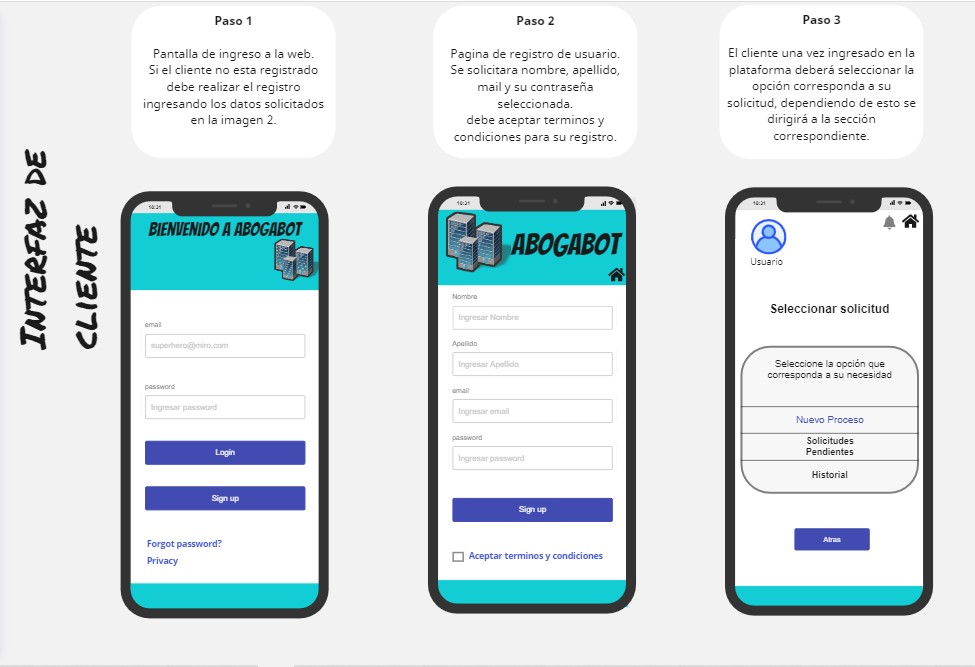 INTERFAZ DE
CLIENTE
Paso 1
Pantalla de ingreso a la web.
Si el cliente no esta registrado
debe realizar el registro
ingresando los datos solicitados
en la imagen 2.
10:21
BIENVENIDO A ABOGABOT
email
superhero@miro.com
password
Ingresar password
Login
Sign up
Forgot password?
Privacy
Paso 2
Pagina de registro de usuario.
Se solicitara nombre, apellido,
mail y su contraseña
seleccionada.
debe aceptar terminos y
condiciones para su registro.
10:21
ABOGABOT
Nombre
Ingresar Nombre
Apellido
Ingresar Apellido
email
Ingresar email
password
Ingresar password
Sign up
Aceptar terminos y condiciones
Paso 3
El cliente una vez ingresado en la
plataforma deberá seleccionar la
opción corresponda a su
solicitud, dependiendo de esto se
dirigirá a la sección
correspondiente.
10:21
Usuario
Seleccionar solicitud
Seleccione la opción que
corresponda a su necesidad
Nuevo Proceso
Solicitudes
Pendientes
Historial
Atras